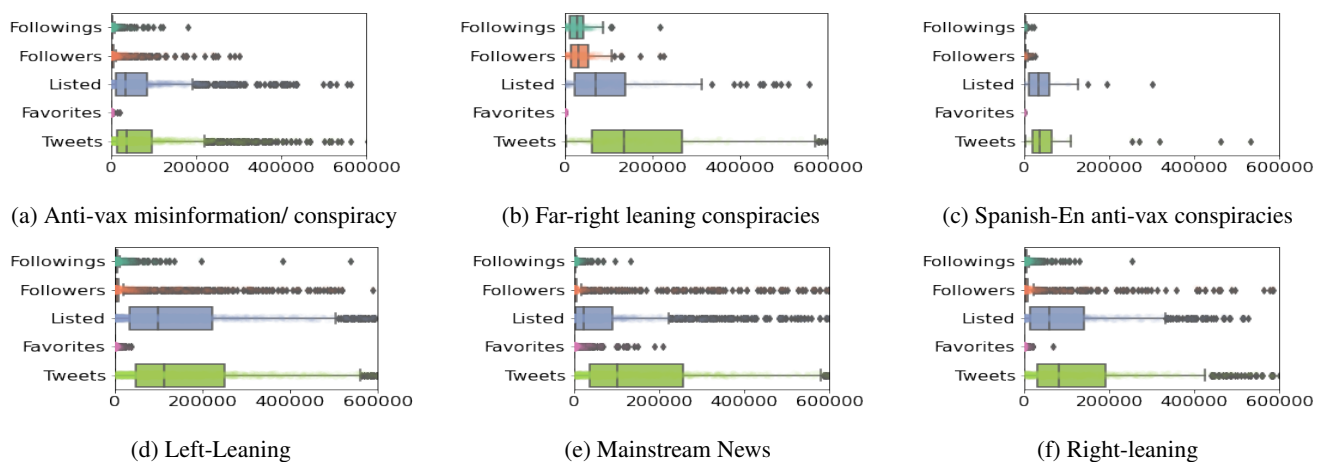 Followings
Followers
Listed
Favorites
Tweets
0 200000 400000 600000
(a) Anti-vax misinformation/ conspiracy
Followings
Followers
Listed
Favorites
Tweets
0 200000 400000 600000
(b) Far-right leaning conspiracies
Followings
Followers
Listed
Favorites
Tweets
0 200000 400000 600000
(c) Spanish-En anti-vax conspiracies
Followings
Followers
Listed
Favorites
Tweets
0 200000 400000 600000
(d) Left-Leaning
Followings
Followers
Listed
Favorites
Tweets
0 200000 400000 600000
(e) Mainstream News
Followings
Followers
Listed
Favorites
Tweets
0 200000 400000 600000
(f) Right-leaning